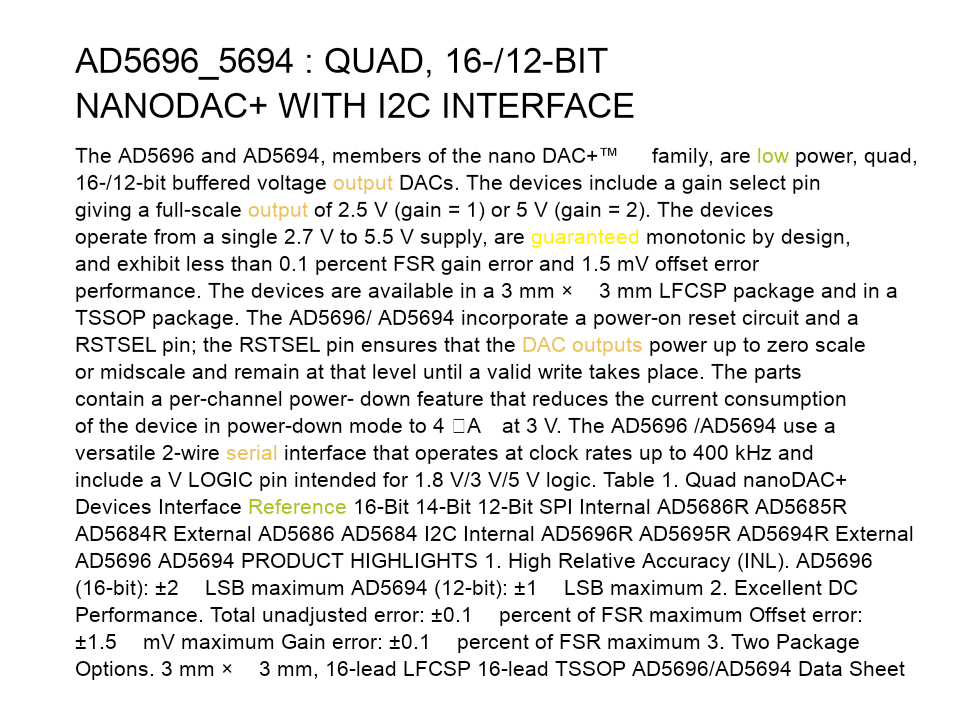 AD5696_5694 : QUAD, 16-/12-BIT
NANODAC+ WITH I2C INTERFACE
The AD5696 and AD5694, members of the nano DAC+™ family, are low power, quad,
16-/12-bit buffered voltage output DACs. The devices include a gain select pin
giving a full-scale output of 2.5 V (gain = 1) or 5 V (gain = 2). The devices
operate from a single 2.7 V to 5.5 V supply, are guaranteed monotonic by design,
and exhibit less than 0.1 percent FSR gain error and 1.5 mV offset error
performance. The devices are available in a 3 mm × 3 mm LFCSP package and in a
TSSOP package. The AD5696/ AD5694 incorporate a power-on reset circuit and a
RSTSEL pin; the RSTSEL pin ensures that the DAC outputs power up to zero scale
or midscale and remain at that level until a valid write takes place. The parts
contain a per-channel power- down feature that reduces the current consumption
of the device in power-down mode to 4 □A at 3 V. The AD5696 /AD5694 use a
versatile 2-wire serial interface that operates at clock rates up to 400 kHz and
include a V LOGIC pin intended for 1.8 V/3 V/5 V logic. Table 1. Quad nanoDAC+
Devices Interface Reference 16-Bit 14-Bit 12-Bit SPI Internal AD5686R AD5685R
AD5684R External AD5686 AD5684 I2C Internal AD5696R AD5695R AD5694R External
AD5696 AD5694 PRODUCT HIGHLIGHTS 1. High Relative Accuracy (INL). AD5696
(16-bit): ±2 LSB maximum AD5694 (12-bit): ±1 LSB maximum 2. Excellent DC
Performance. Total unadjusted error: ±0.1 percent of FSR maximum Offset error:
±1.5 mV maximum Gain error: ±0.1 percent of FSR maximum 3. Two Package
Options. 3 mm × 3 mm, 16-lead LFCSP 16-lead TSSOP AD5696/AD5694 Data Sheet